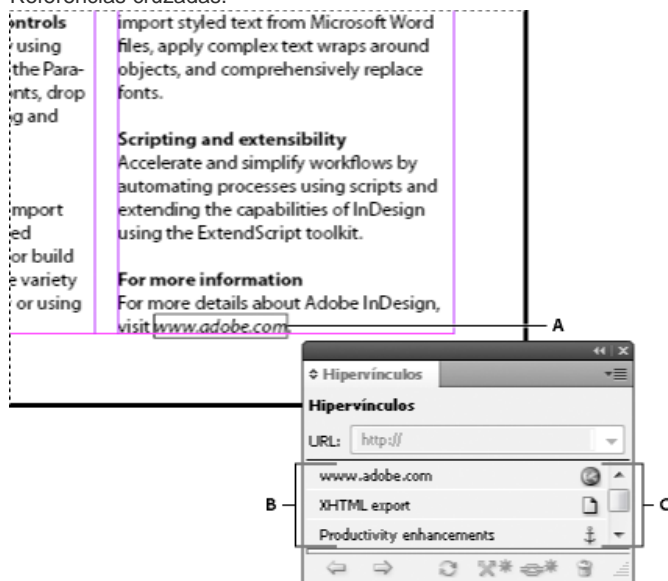 Referencias cruzadas.
ontrols
using
the Para-
nts, drop
g and
mport
ed
or build
e variety
or using
import styled text from Microsoft Word
files, apply complex text wraps around
objects, and comprehensively replace
fonts.
Scripting and extensibility
Accelerate and simplify workflows by
automating processes using scripts and
extending the capabilities of InDesign
using the ExtendScript toolkit.
For more information
For more details about Adobe InDesign,
visit www.adobe.com.
A
Hipervínculos
Hipervínculos
URL: http://
B
www.adobe.com
XHTML export
Productivity enhancements
C